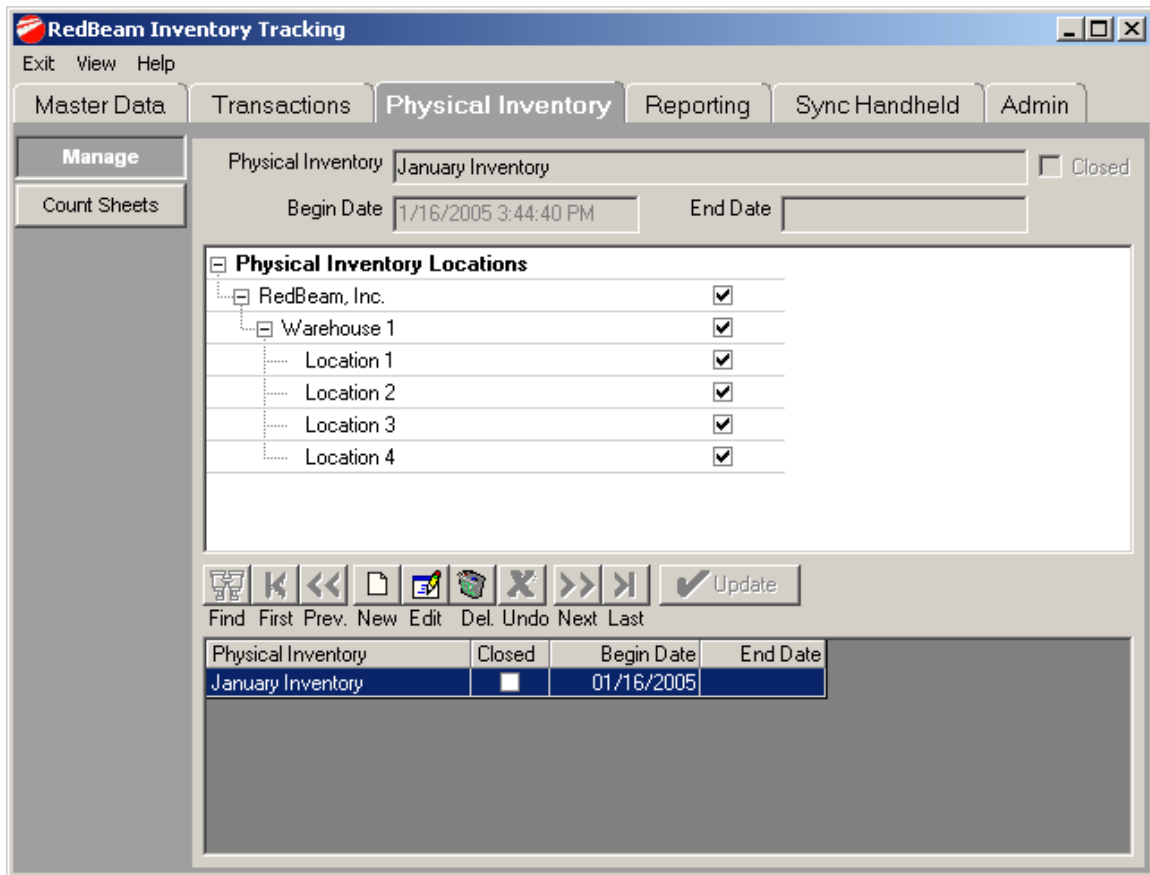 RedBeam Inventory Tracking
Exit View Help
Master Data Transactions Physical Inventory Reporting Sync Handheld Admin
Manage
Count Sheets
Physical Inventory January Inventory Closed
Begin Date 1/16/2005 3:44:40 PM End Date
Physical Inventory Locations
RedBeam, Inc.
Warehouse 1
Location 1
Location 2
Location 3
Location 4
Update
Find First Prev. New Edit Del. Undo Next Last
Physical Inventory Closed Begin Date End Date
January Inventory 01/16/2005